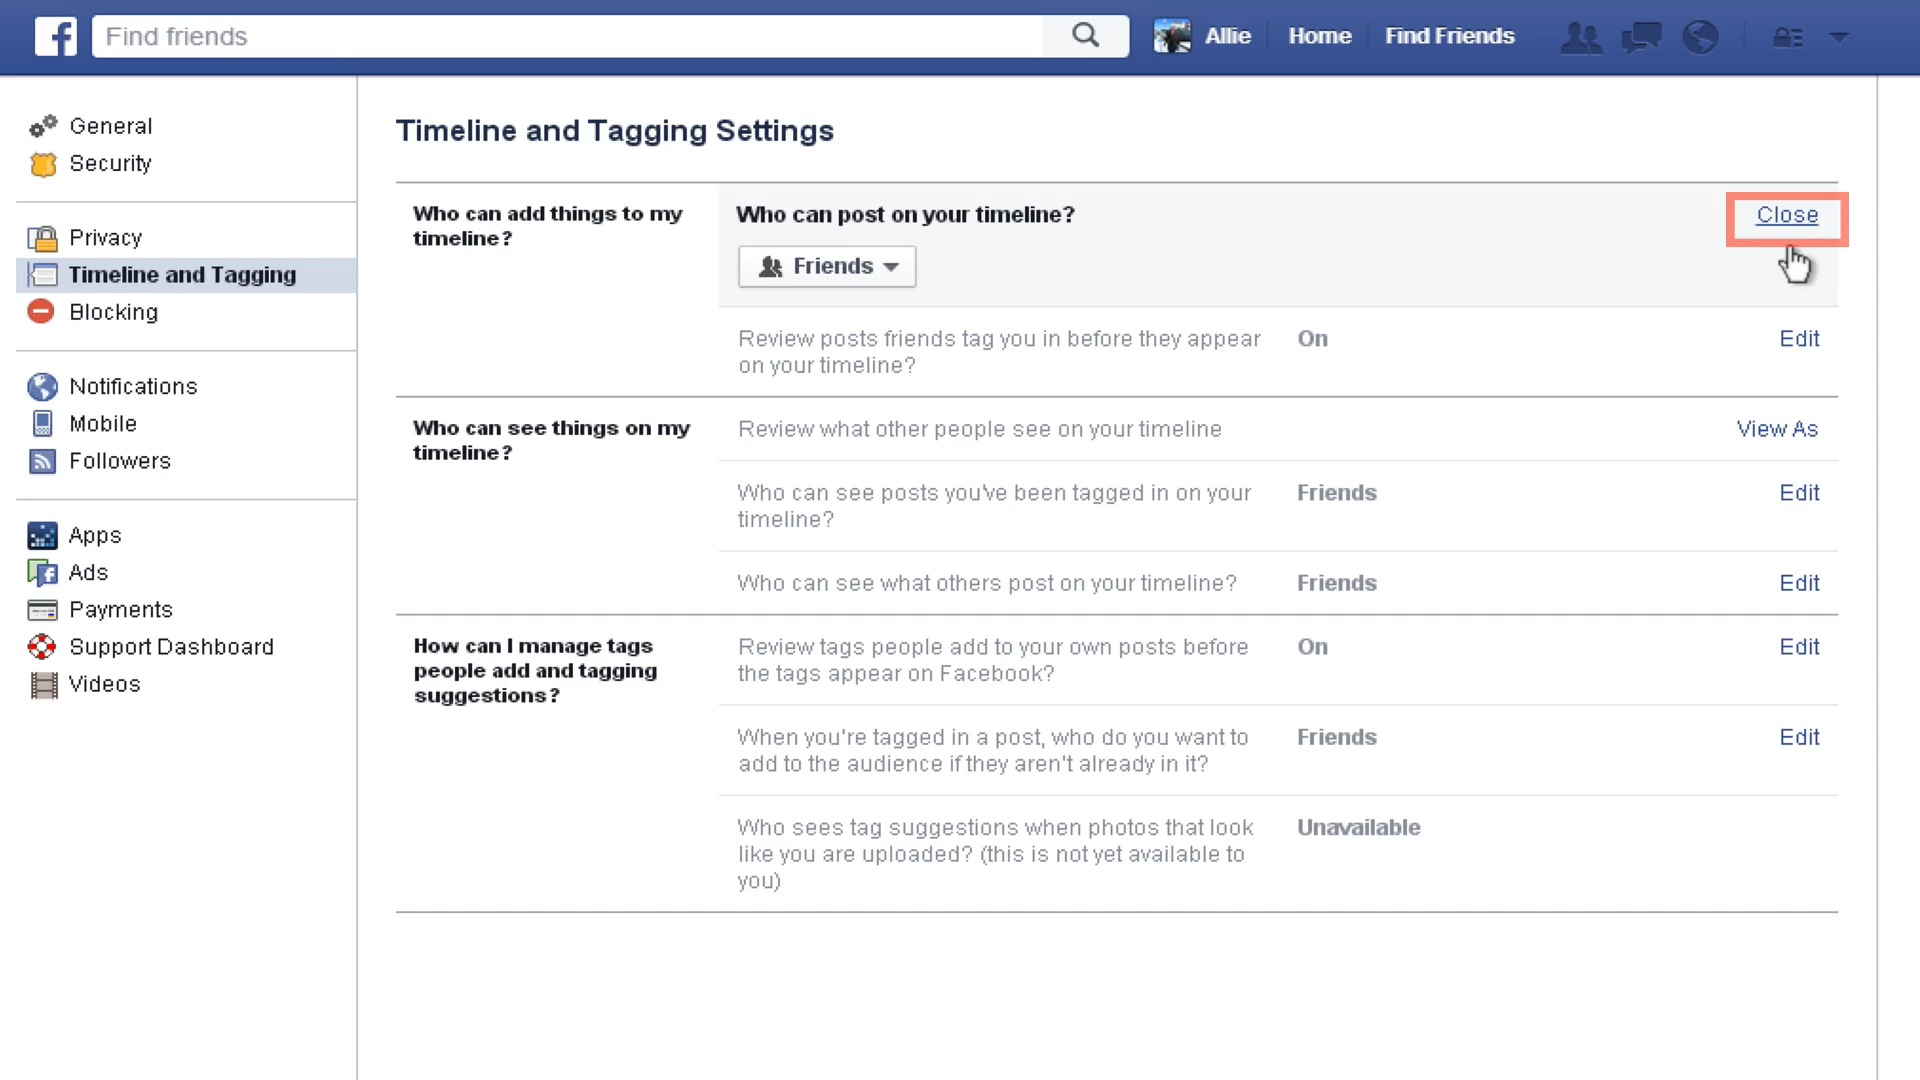 Find friends
Allie
Home
Find Friends
General
Security
Privacy
Timeline and Tagging
Blocking
Notifications
Mobile
Followers
Apps
Ads
Payments
Support Dashboard
Videos
Timeline and Tagging Settings
Who can add things to my
timeline?
Who can post on your timeline?
Close
Friends
Review posts friends tag you in before they appear
on your timeline?
On
Edit
Who can see things on my
timeline?
Review what other people see on your timeline
View As
Who can see posts you've been tagged in on your
timeline?
Friends
Edit
Who can see what others post on your timeline?
Friends
Edit
How can I manage tags
people add and tagging
suggestions?
Review tags people add to your own posts before
the tags appear on Facebook?
On
Edit
When you're tagged in a post, who do you want to
add to the audience if they aren't already in it?
Friends
Edit
Who sees tag suggestions when photos that look
like you are uploaded? (this is not yet available to
you)
Unavailable